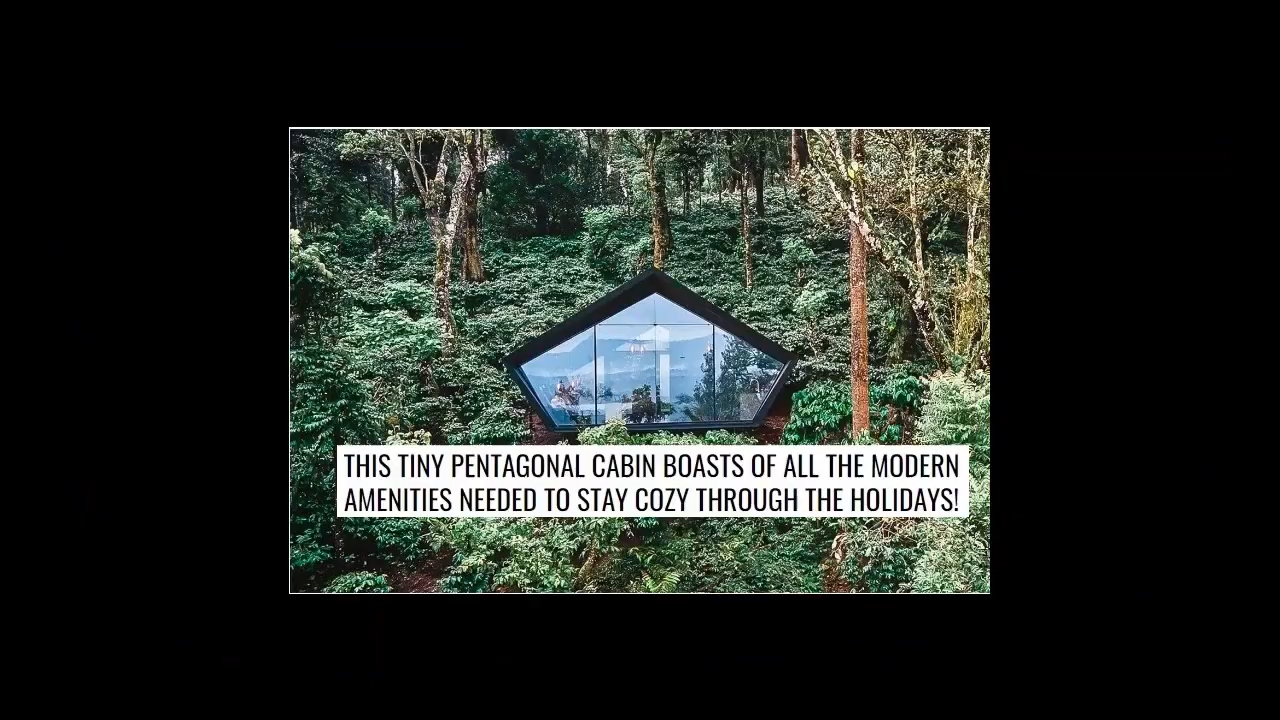 THIS TINY PENTAGONAL CABIN BOASTS OF ALL THE MODERN
AMENITIES NEEDED TO STAY COZY THROUGH THE HOLIDAYS!